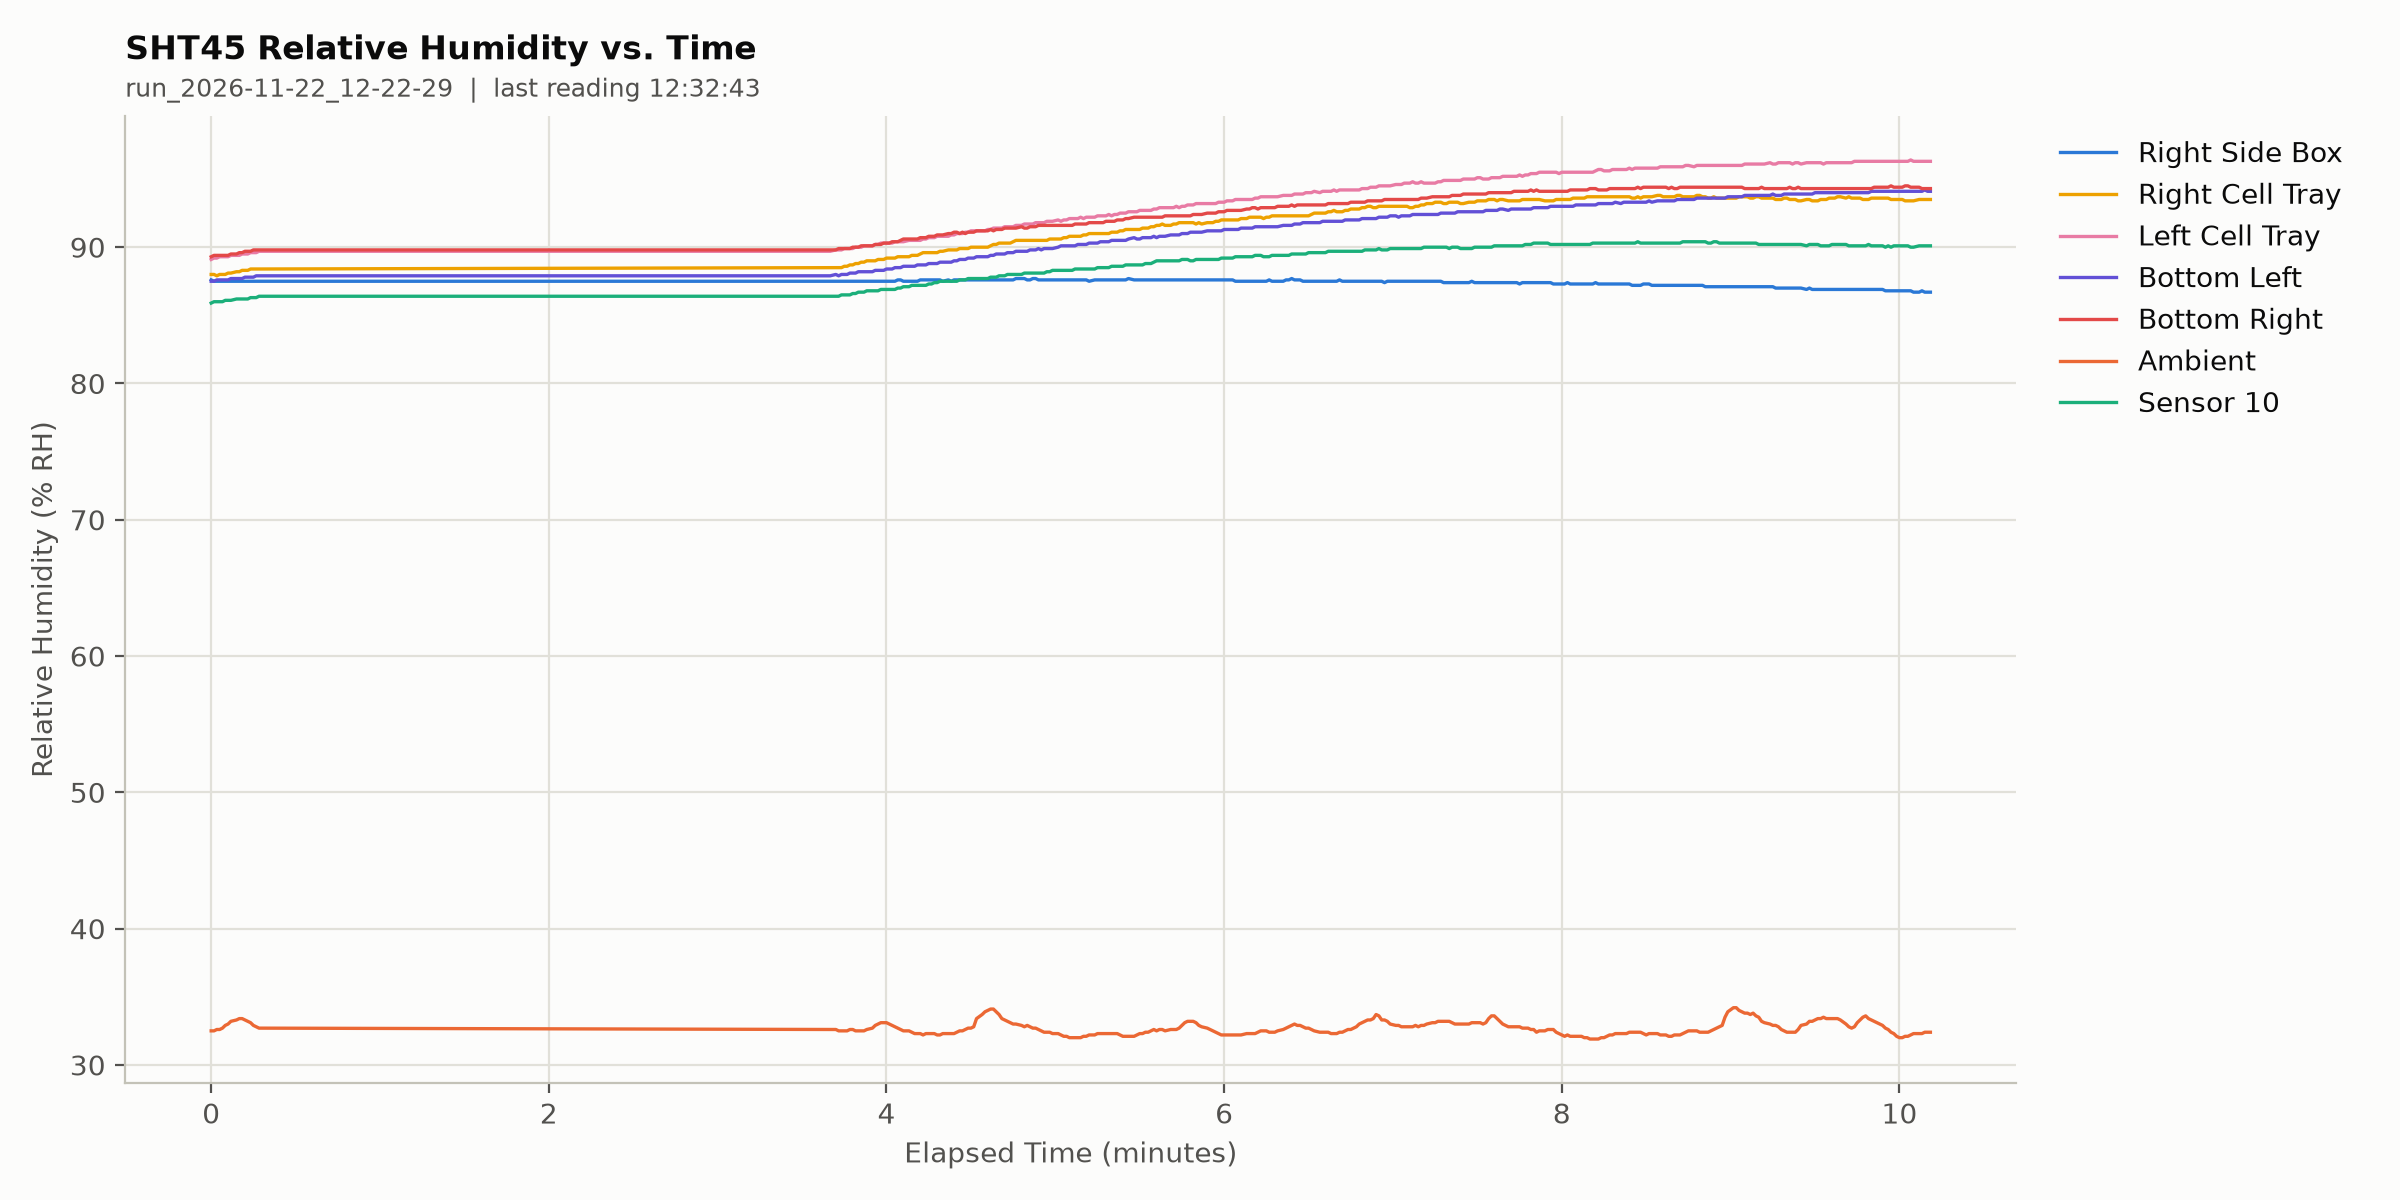 SHT45 Relative Humidity vs. Time
run_2026-11-22_12-22-29 | last reading 12:32:43
Right Side Box
Right Cell Tray
Left Cell Tray
Bottom Left
Bottom Right
Ambient
Sensor 10
Relative Humidity (% RH)
90
80
70
60
50
40
30
0 2 4 6 8 10
Elapsed Time (minutes)